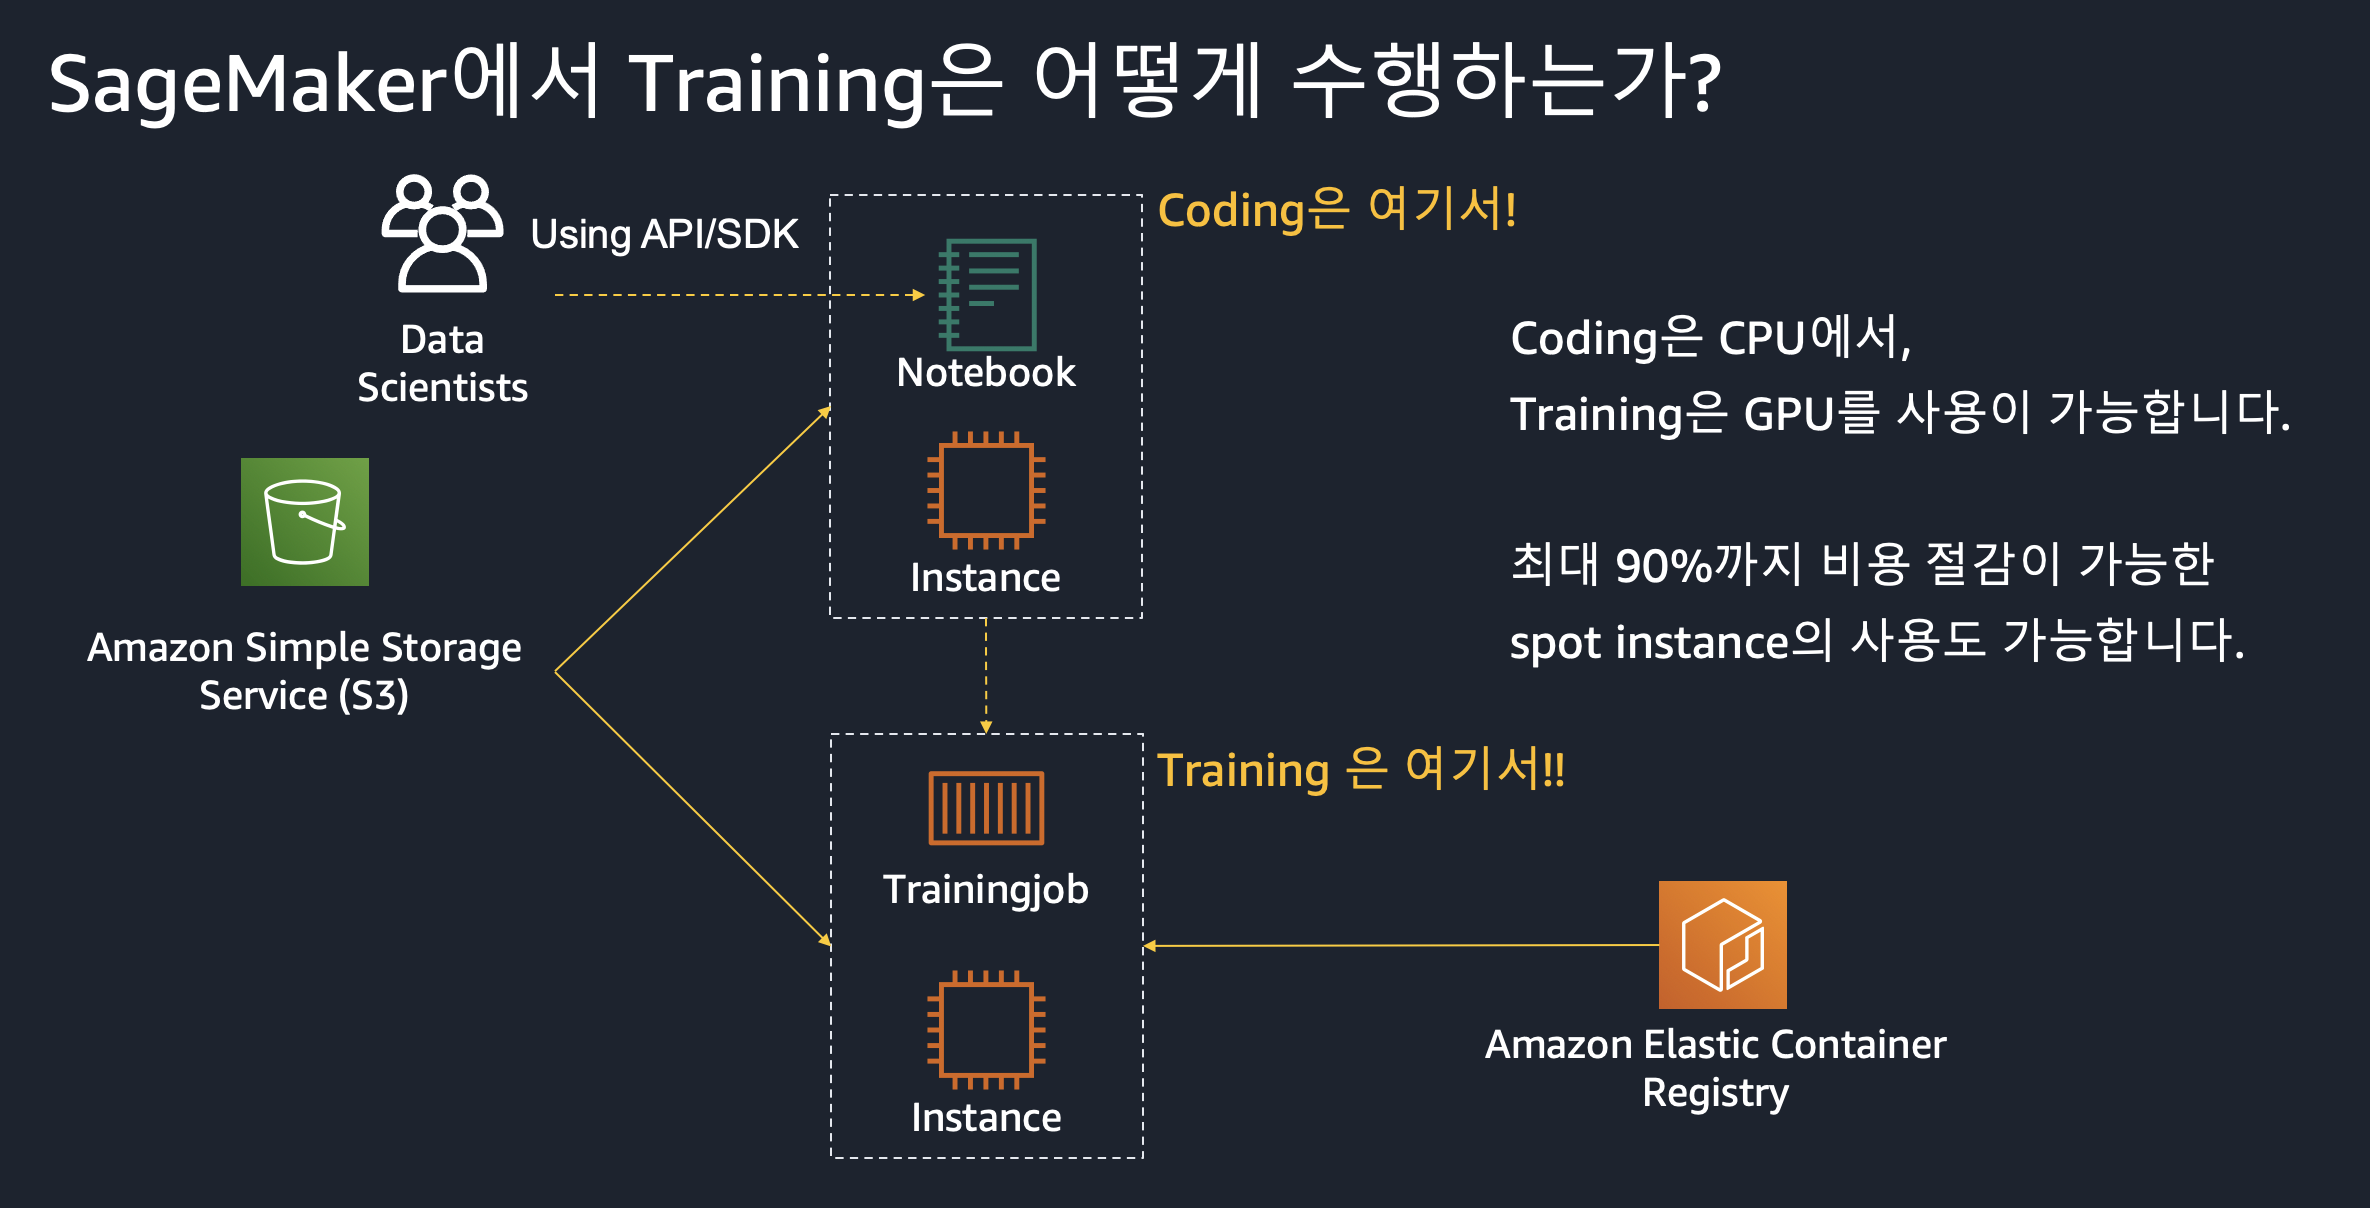 SageMaker에서 Training은 어떻게 수행하는가?
Using API/SDK
Data
Scientists
Coding은 여기서!
Notebook
Instance
Coding은 CPU에서,
Training은 GPU를 사용이 가능합니다.
최대 90%까지 비용 절감이 가능한
spot instance의 사용도 가능합니다.
Amazon Simple Storage
Service (S3)
Training 은 여기서!!
Trainingjob
Instance
Amazon Elastic Container
Registry